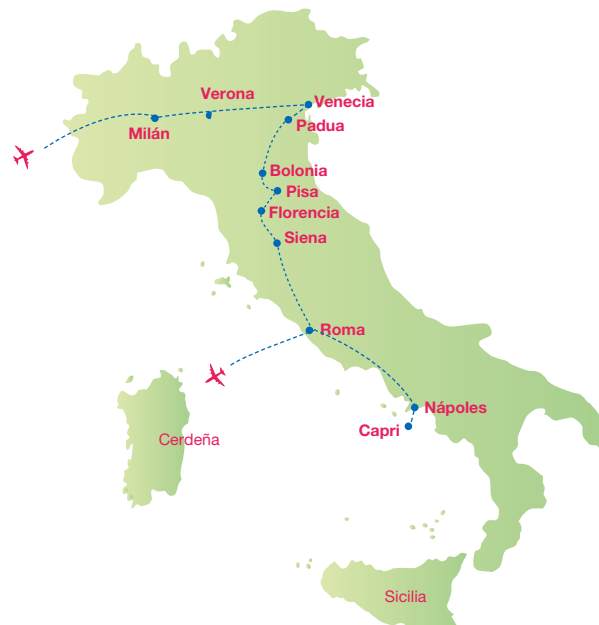 Verona
Venecia
Milán
Padua
Bolonia
Pisa
Florencia
Siena
Roma
Nápoles
Capri
Cerdeña
Sicilia